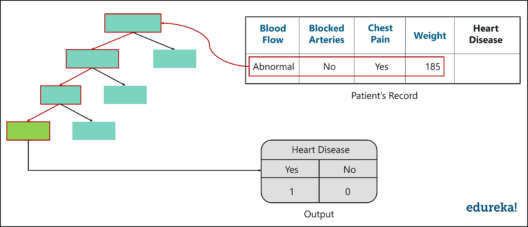 Blood Flow
Blocked Arteries
Chest Pain
Weight
Heart Disease
Abnormal
No
Yes
185
Patient's Record
Heart Disease
Yes
No
1
0
Output
edureka!